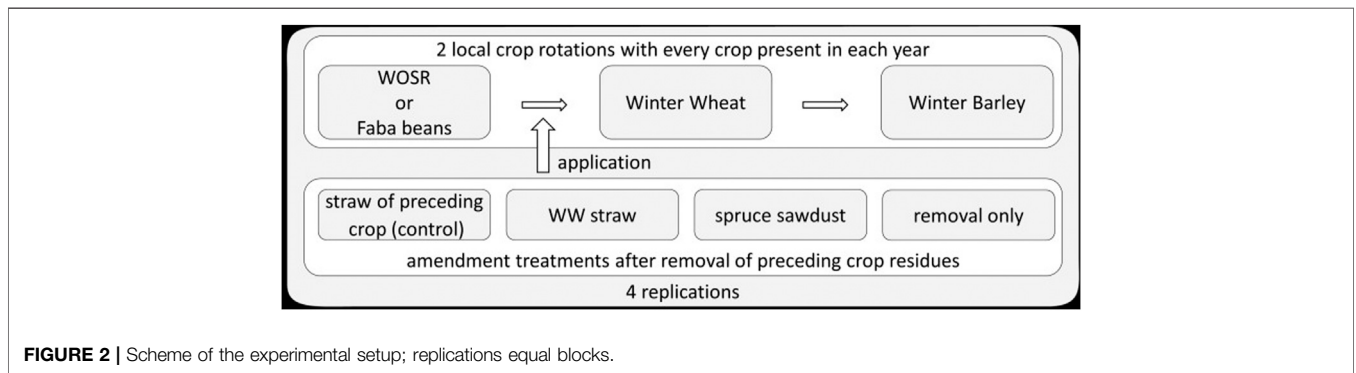 2 local crop rotations with every crop present in each year
WOSR
or
Faba beans
Winter Wheat
Winter Barley
application
straw of preceding
crop (control)
WW straw
spruce sawdust
removal only
amendment treatments after removal of preceding crop residues
4 replications
FIGURE 2 | Scheme of the experimental setup; replications equal blocks.